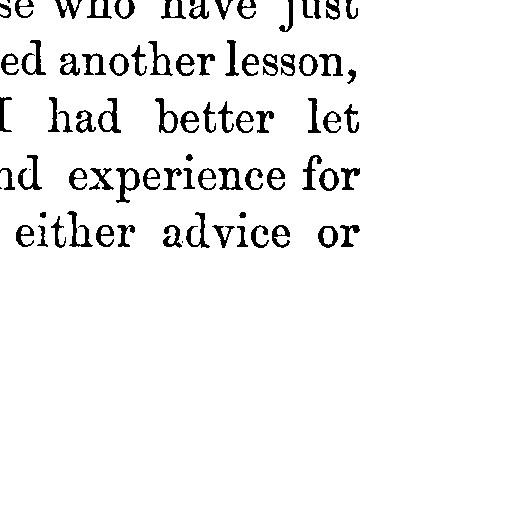 se who have just
ed another lesson,
I had better let
nd experience for
either advice or